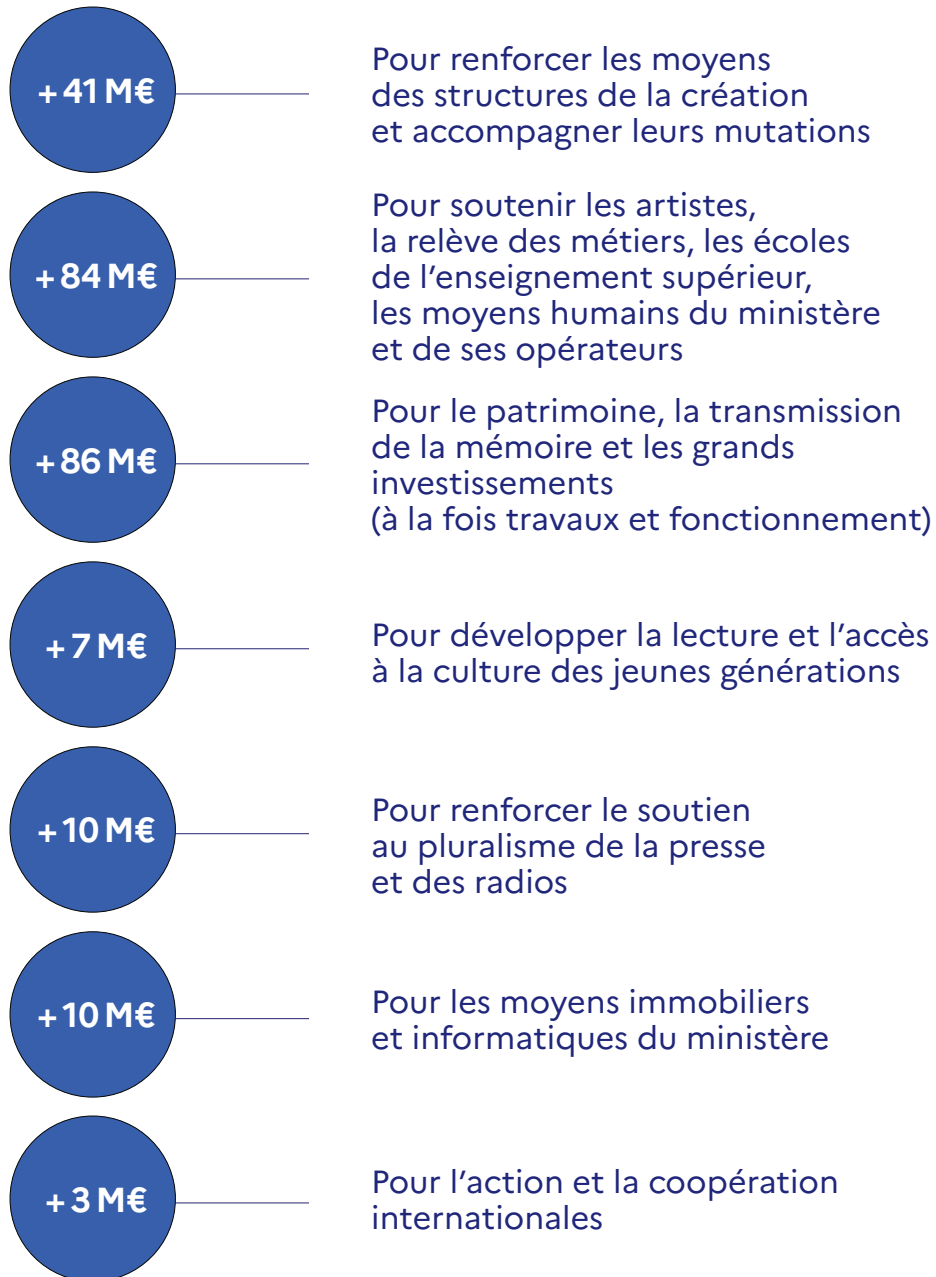 + 41 M€
Pour renforcer les moyens
des structures de la création
et accompagner leurs mutations
+ 84 M€
Pour soutenir les artistes,
la relève des métiers, les écoles
de l’enseignement supérieur,
les moyens humains du ministère
et de ses opérateurs
+ 86 M€
Pour le patrimoine, la transmission
de la mémoire et les grands
investissements
(à la fois travaux et fonctionnement)
+ 7 M€
Pour développer la lecture et l’accès
à la culture des jeunes générations
+ 10 M€
Pour renforcer le soutien
au pluralisme de la presse
et des radios
+ 10 M€
Pour les moyens immobiliers
et informatiques du ministère
+ 3 M€
Pour l’action et la coopération
internationales